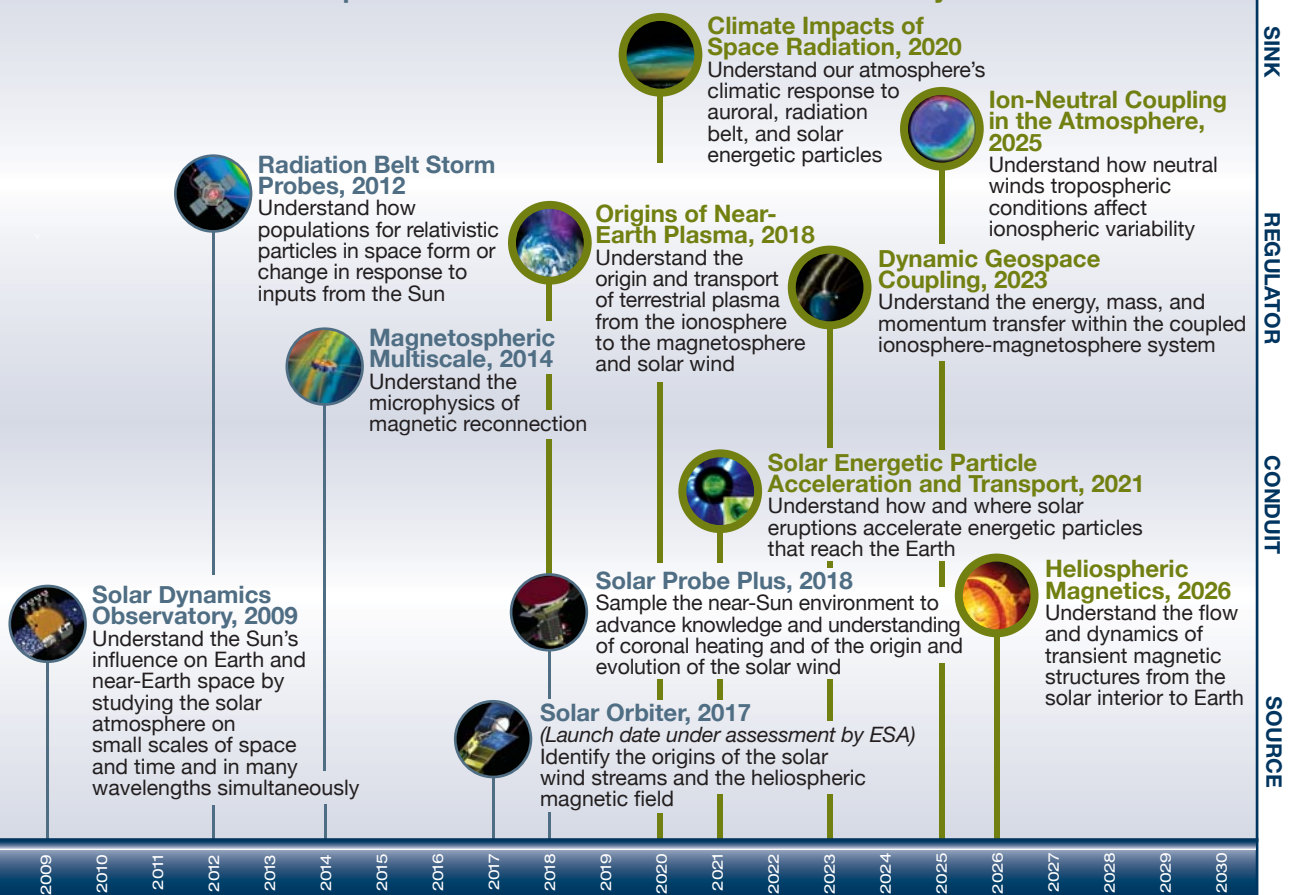 Climate Impacts of
Space Radiation, 2020
Understand our atmosphere's
climatic response to
auroral, radiation
belt, and solar
energetic particles
Ion-Neutral Coupling
in the Atmosphere,
2025
Understand how neutral
winds tropospheric
conditions affect
ionospheric variability
Radiation Belt Storm
Probes, 2012
Understand how
populations for relativistic
particles in space form or
change in response to
inputs from the Sun
Origins of Near-
Earth Plasma, 2018
Understand the
origin and transport
of terrestrial plasma
from the ionosphere
to the magnetosphere
and solar wind
Dynamic Geospace
Coupling, 2023
Understand the energy, mass, and
momentum transfer within the coupled
ionosphere-magnetosphere system
Magnetospheric
Multiscale, 2014
Understand the
microphysics of
magnetic reconnection
Solar Energetic Particle
Acceleration and Transport, 2021
Understand how and where solar
eruptions accelerate energetic particles
that reach the Earth
Heliospheric
Magnetics, 2026
Understand the flow
and dynamics of
transient magnetic
structures from the
solar interior to Earth
Solar Dynamics
Observatory, 2009
Understand the Sun's
influence on Earth and
near-Earth space by
studying the solar
atmosphere on
small scales of space
and time and in many
wavelengths simultaneously
Solar Probe Plus, 2018
Sample the near-Sun environment to
advance knowledge and understanding
of coronal heating and of the origin and
evolution of the solar wind
Solar Orbiter, 2017
(Launch date under assessment by ESA)
Identify the origins of the solar
wind streams and the heliospheric
magnetic field
SINK
REGULATOR
CONDUIT
SOURCE
2009
2010
2011
2012
2013
2014
2015
2016
2017
2018
2019
2020
2021
2022
2023
2024
2025
2026
2027
2028
2029
2030